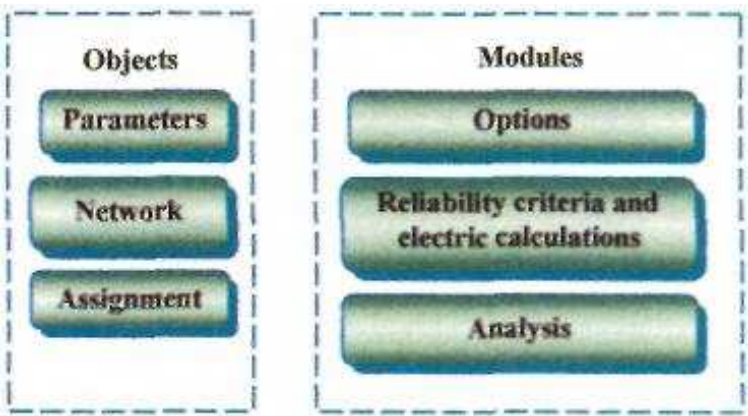 Objects
Parameters
Network
Assignment
Modules
Options
Reliability criteria and
electric calculations
Analysis